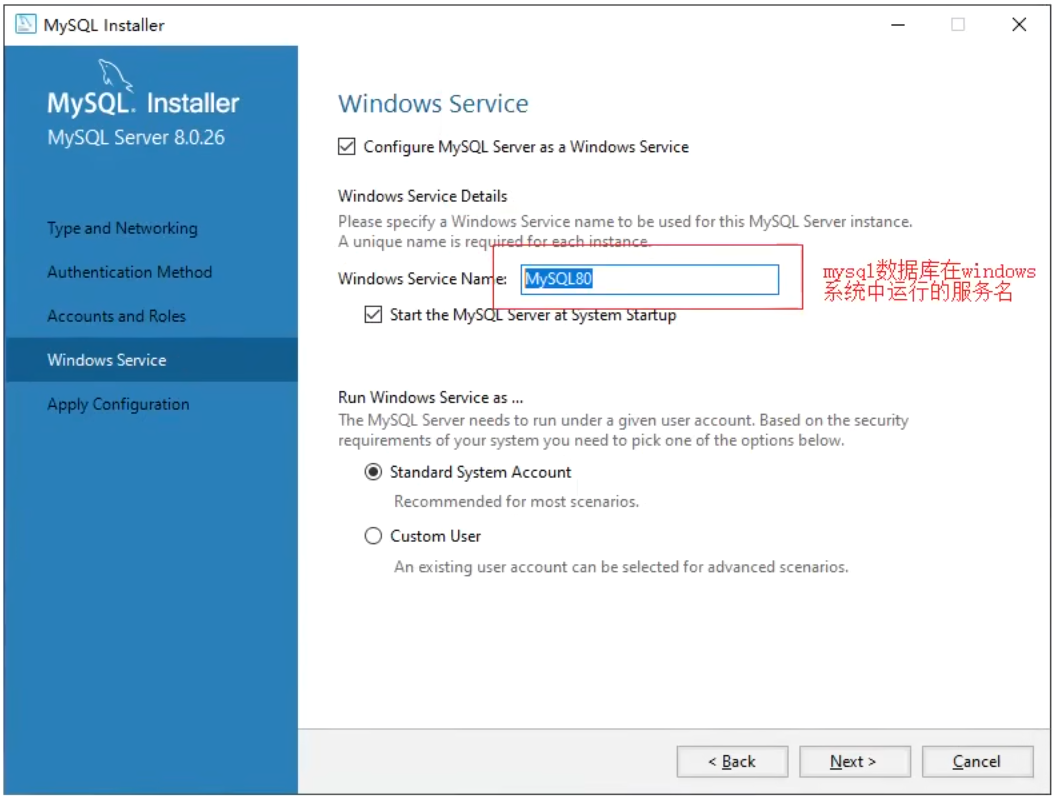 MySQL Installer
MySQL. Installer
MySQL Server 8.0.26
Type and Networking
Authentication Method
Accounts and Roles
Windows Service
Apply Configuration
Windows Service
Configure MySQL Server as a Windows Service
Windows Service Details
Please specify a Windows Service name to be used for this MySQL Server instance.
A unique name is required for each instance.
Windows Service Name: MySQL80
mysql数据库在windows
系统中运行的服务名
Start the MySQL Server at System Startup
Run Windows Service as ...
The MySQL Server needs to run under a given user account. Based on the security
requirements of your system you need to pick one of the options below.
Standard System Account
Recommended for most scenarios.
Custom User
An existing user account can be selected for advanced scenarios.
< Back
Next >
Cancel